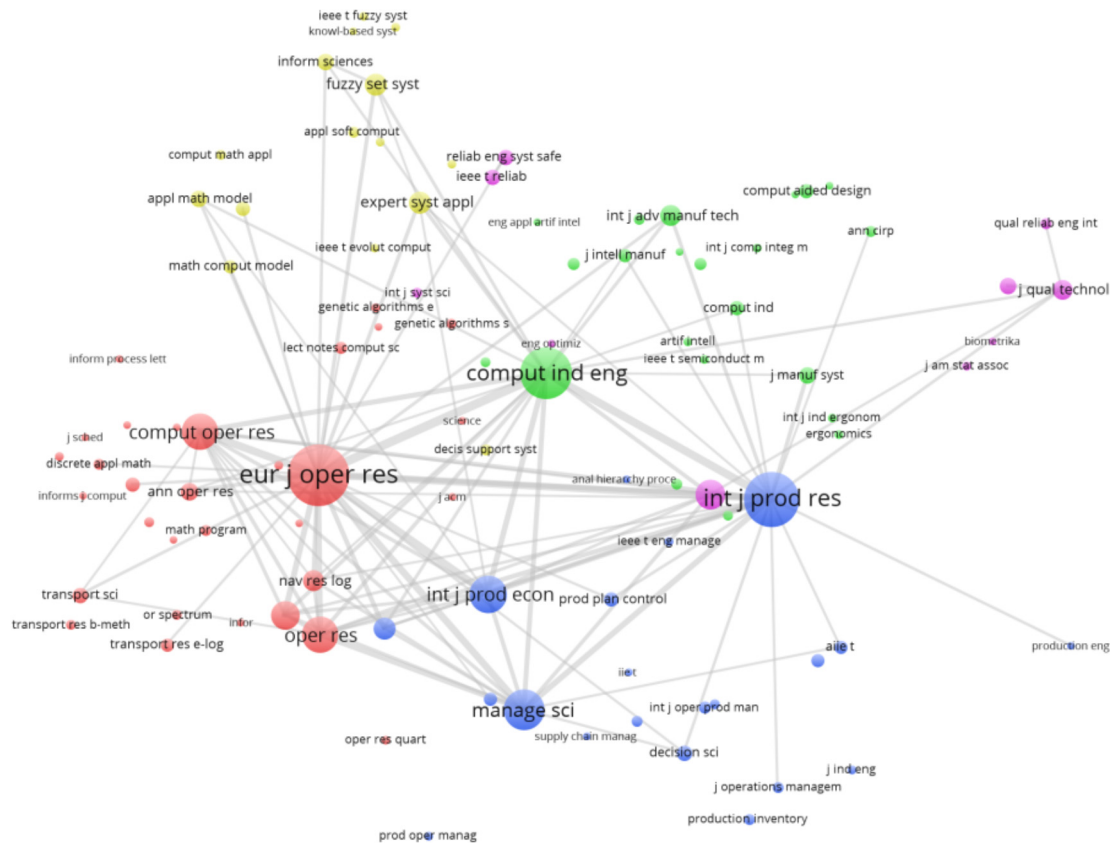 ieee t fuzzy syst
knowl-based syst
inform sciences
fuzzy set syst
appl soft comput
comput math appl
reliab eng syst safe
ieee t reliab
appl math model
expert syst appl
comput aided design
int j adv manuf tech
eng appl artif intel
qual reliab eng int
ann cirp
ieee t evolut comput
j intell manuf
int j comp integ m
math comput model
int j syst sci
j qual technol
genetic algorithms e
comput ind
genetic algorithms s
lect notes comput sc
eng optimiz
artif intell
biometrika
inform process lett
ieee t semiconduct m
j am stat assoc
comput ind eng
j manuf syst
int j ind ergonom
science
comput oper res
j sched
ergonomics
decis support syst
discrete appl math
eur j oper res
anal hierarchy proce
ann oper res
informs j comput
j acm
int j prod res
math program
ieee t eng manage
nav res log
transport sci
int j prod econ
prod plan control
or spectrum
transport res b-meth
infor
oper res
transport res e-log
aiie t
production eng
iie t
manage sci
int j oper prod man
oper res quart
supply chain manag
decision sci
j ind eng
j operations managem
production inventory
prod oper manag